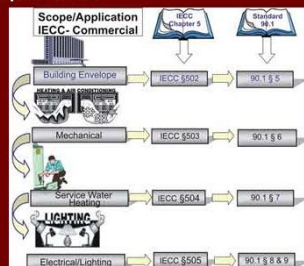 Scope/Application
IECC- Commercial
IECC
Chapter 5
Standard
90.1
Building Envelope
IECC §502
90.1 § 5
HEATING & AIR CONDITIONING
Mechanical
IECC §503
90.1 § 6
Service Water
Heating
IECC §504
90.1 § 7
LIGHTING
Electrical/Lighting
IECC §505
90.1 § 8 & 9